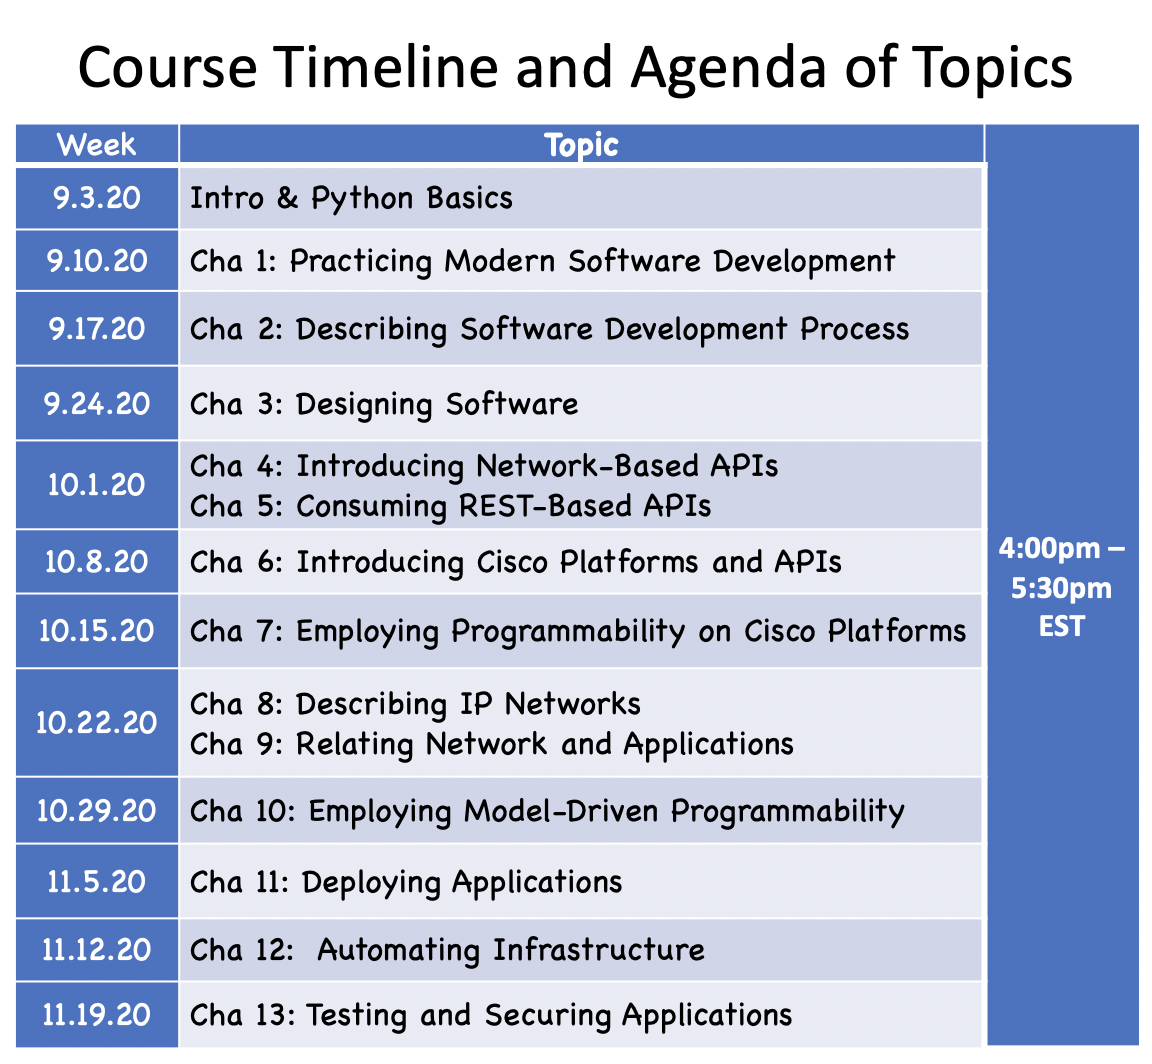 Course Timeline and Agenda of Topics
Week Topic
9.3.20 Intro & Python Basics
9.10.20 Cha 1: Practicing Modern Software Development
9.17.20 Cha 2: Describing Software Development Process
9.24.20 Cha 3: Designing Software
10.1.20 Cha 4: Introducing Network-Based APIs
Cha 5: Consuming REST-Based APIs
10.8.20 Cha 6: Introducing Cisco Platforms and APIs
10.15.20 Cha 7: Employing Programmability on Cisco Platforms
10.22.20 Cha 8: Describing IP Networks
Cha 9: Relating Network and Applications
10.29.20 Cha 10: Employing Model-Driven Programmability
11.5.20 Cha 11: Deploying Applications
11.12.20 Cha 12: Automating Infrastructure
11.19.20 Cha 13: Testing and Securing Applications
4:00pm –
5:30pm
EST